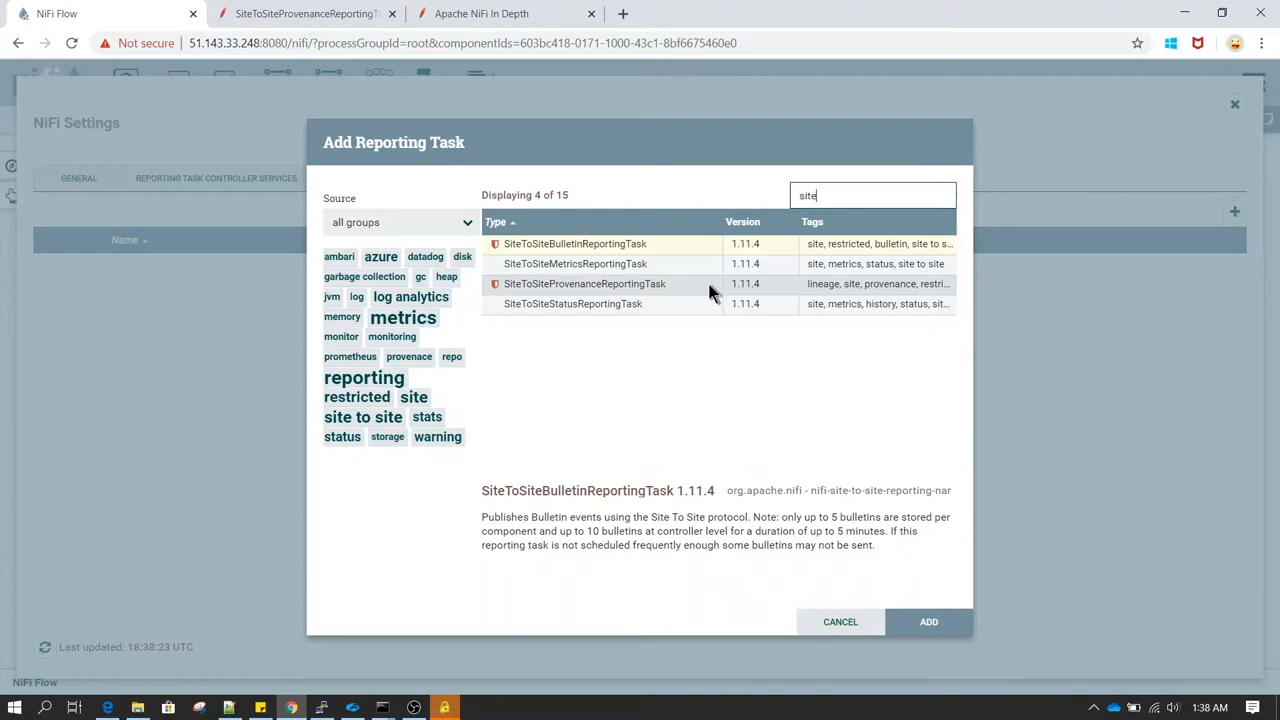 NiFi Flow
SiteToSiteProvenanceReportingT
Apache NiFi In Depth
Not secure
51.143.33.248:8080/nifi/?processGroupId=root&componentIds=603bc418-0171-1000-43c1-8bf6675460e0
NiFi Settings
GENERAL
REPORTING TASK CONTROLLER SERVICES
Name
Add Reporting Task
Source
Displaying 4 of 15
site
all groups
Type
Version
Tags
SiteToSiteBulletinReportingTask
1.11.4
site, restricted, bulletin, site to s...
SiteToSiteMetricsReportingTask
1.11.4
site, metrics, status, site to site
SiteToSiteProvenanceReportingTask
1.11.4
lineage, site, provenance, restri...
SiteToSiteStatusReportingTask
1.11.4
site, metrics, history, status, sit...
ambari azure datadog disk
garbage collection gc heap
jvm log log analytics
memory metrics
monitor monitoring
prometheus provenace repo
reporting
restricted site
site to site stats
status storage warning
SiteToSiteBulletinReportingTask 1.11.4
org.apache.nifi - nifi-site-to-site-reporting-nar
Publishes Bulletin events using the Site To Site protocol. Note: only up to 5 bulletins are stored per
component and up to 10 bulletins at controller level for a duration of up to 5 minutes. If this
reporting task is not scheduled frequently enough some bulletins may not be sent.
CANCEL
ADD
Last updated: 18:38:23 UTC
NiFi Flow
1:38 AM